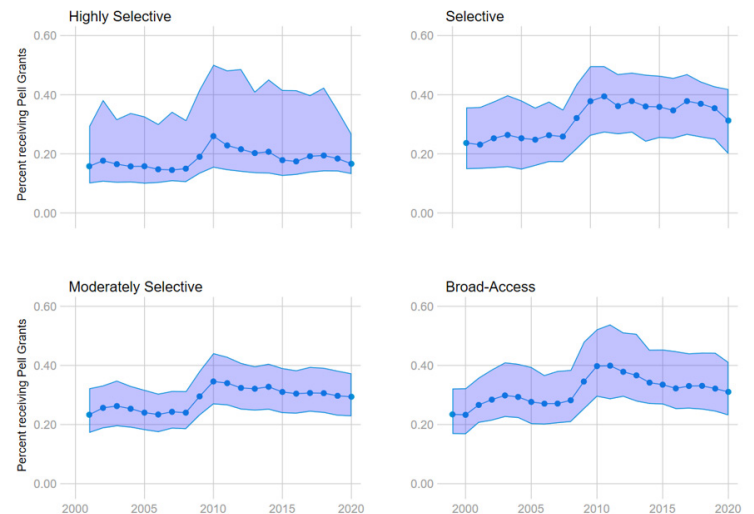 Highly Selective
Selective
Percent receiving Pell Grants
0.60
0.40
0.20
0.00
0.60
0.40
0.20
0.00
Moderately Selective
Broad-Access
Percent receiving Pell Grants
0.60
0.40
0.20
0.00
0.60
0.40
0.20
0.00
2000 2005 2010 2015 2020
2000 2005 2010 2015 2020